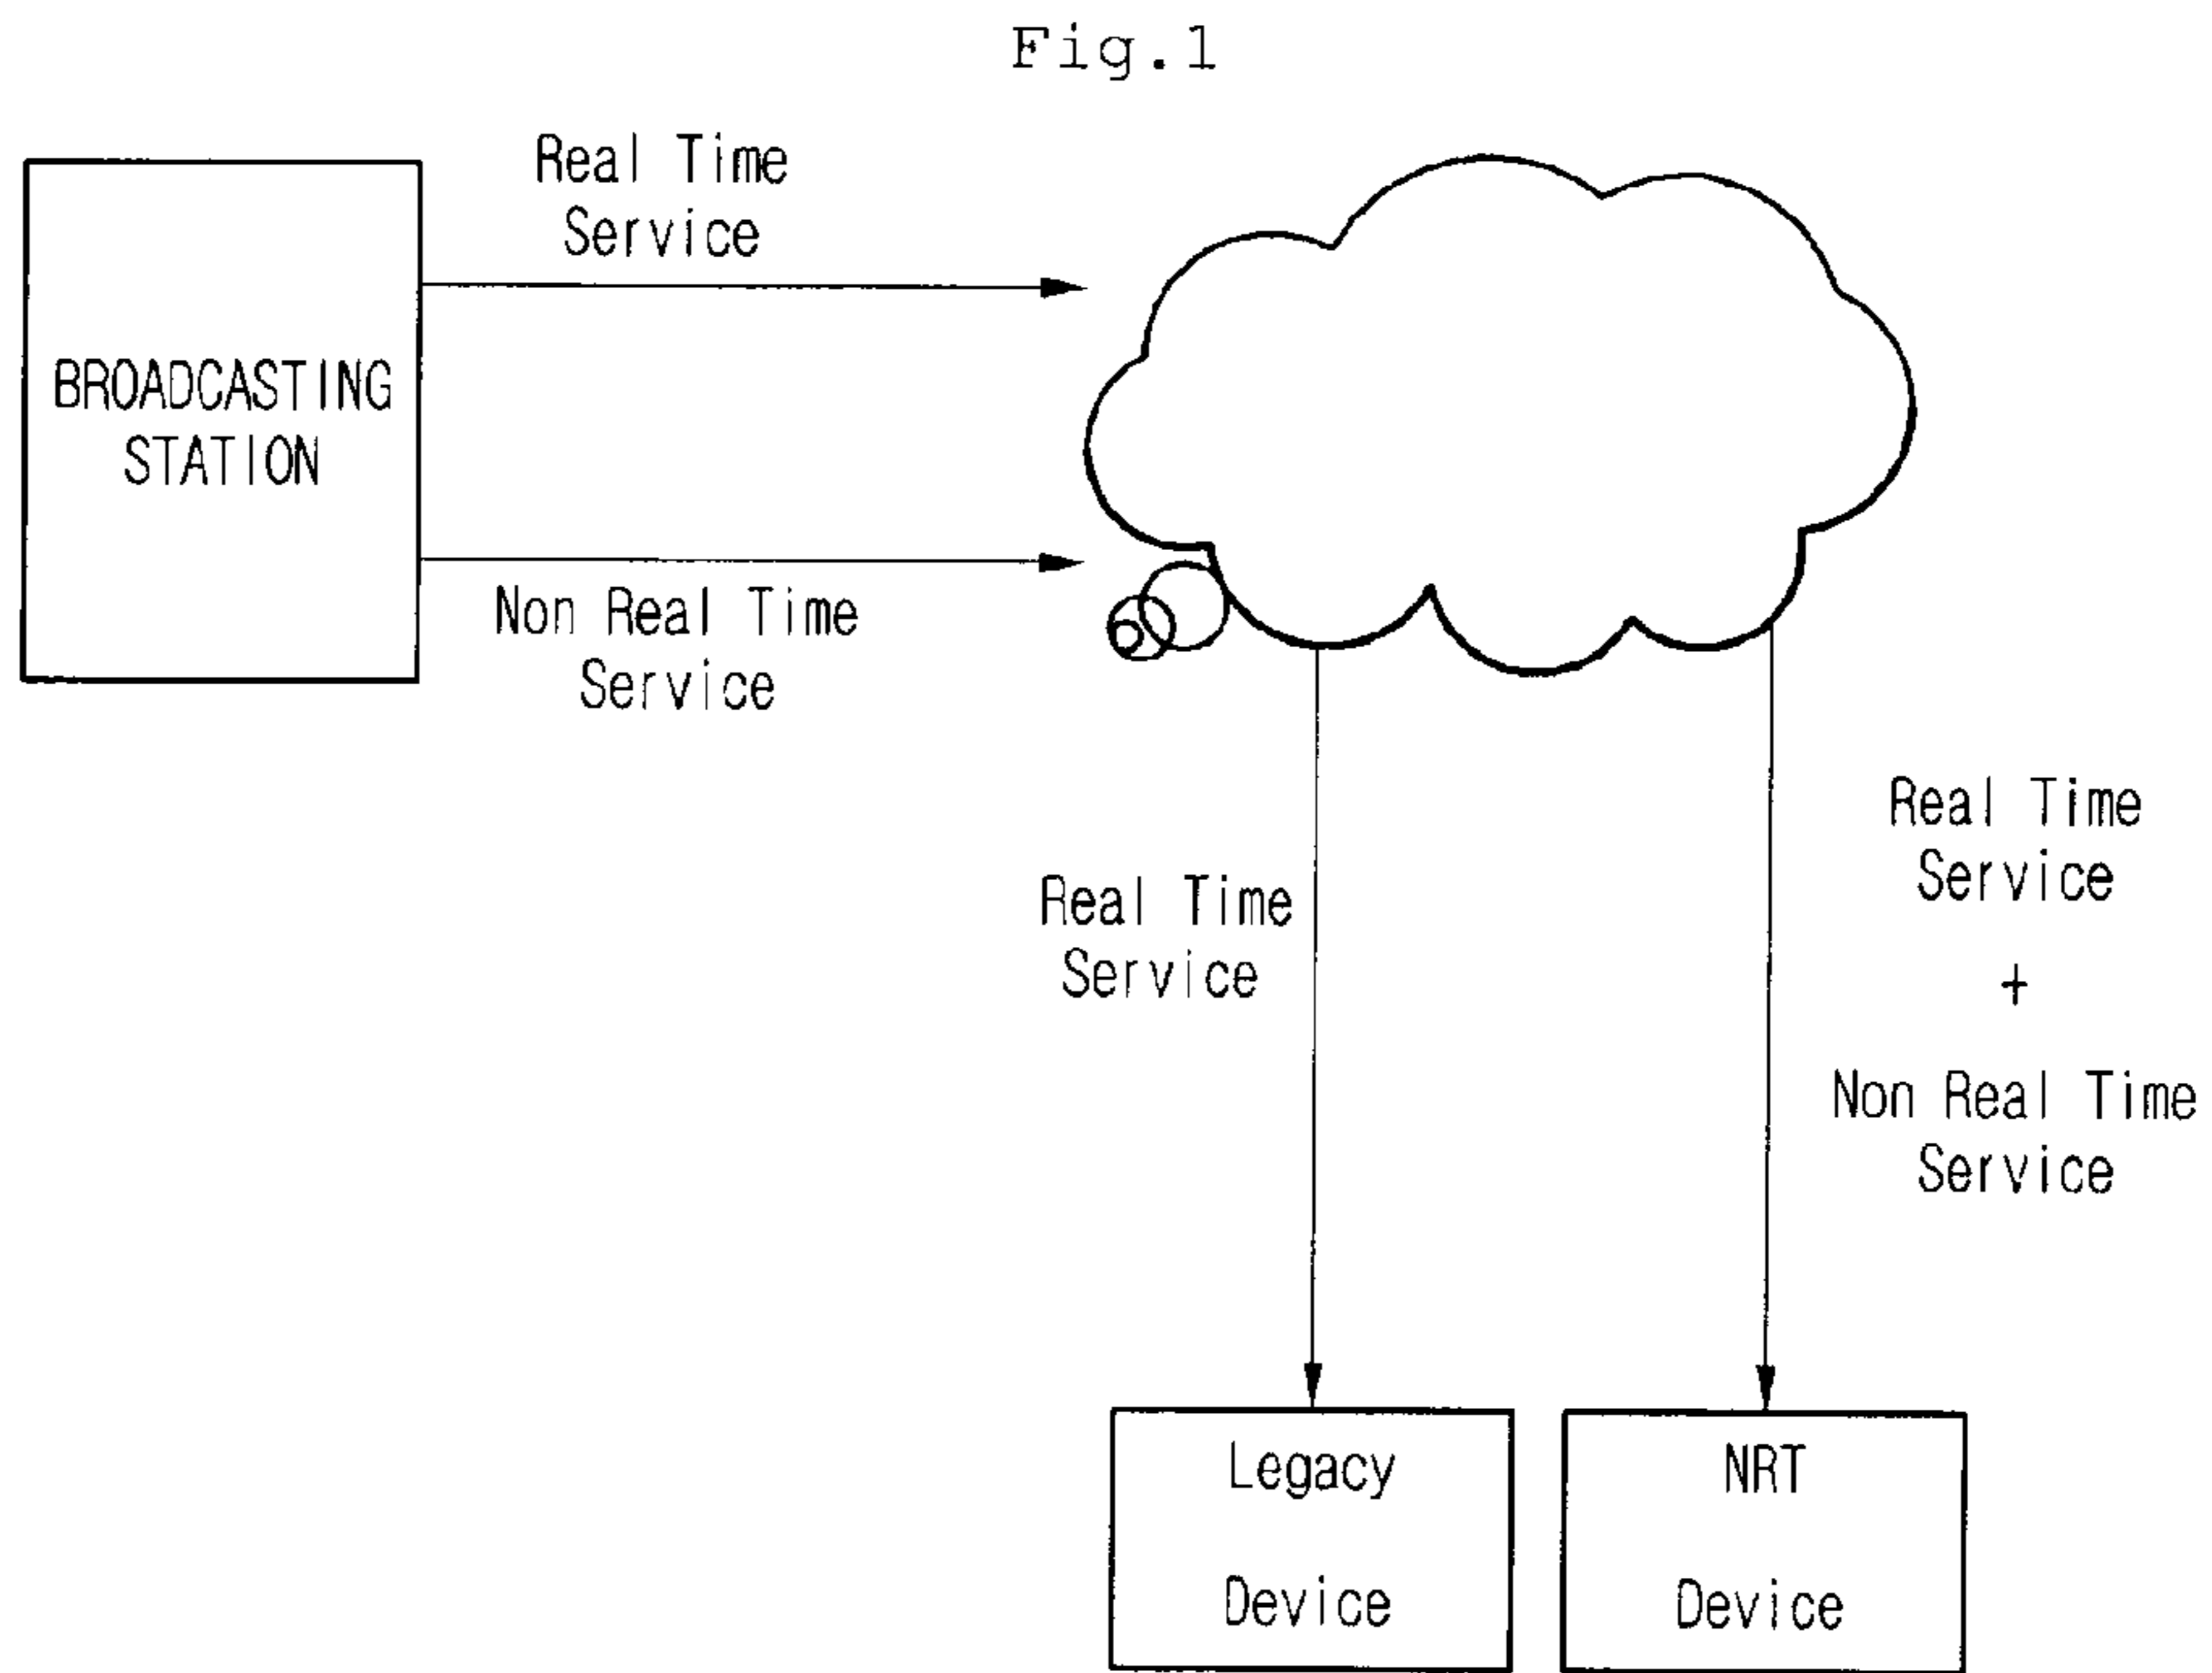 Fig.1
Real Time
Service
BROADCASTING
STATION
Non Real Time
Service
Real Time
Service
Real Time
Service
+
Non Real Time
Service
Legacy
Device
NRT
Device